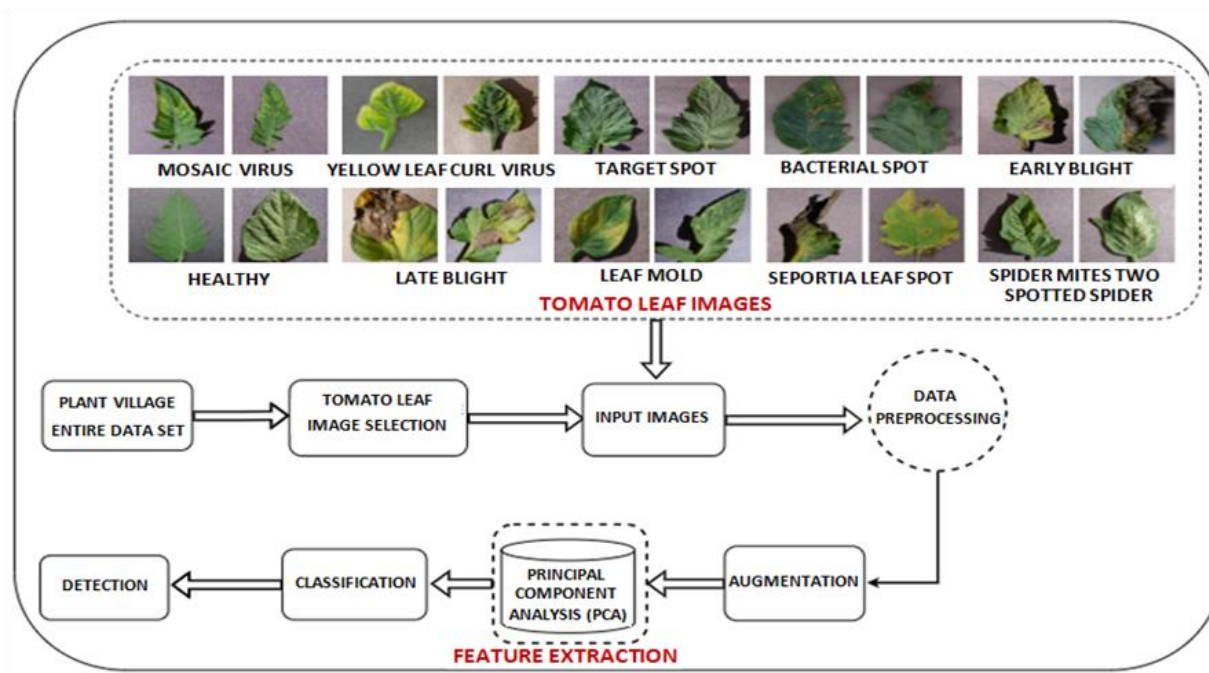 MOSAIC VIRUS
YELLOW LEAF CURL VIRUS
TARGET SPOT
BACTERIAL SPOT
EARLY BLIGHT
HEALTHY
LATE BLIGHT
LEAF MOLD
SEPORTIA LEAF SPOT
SPIDER MITES TWO
SPOTTED SPIDER
TOMATO LEAF IMAGES
PLANT VILLAGE
ENTIRE DATA SET
TOMATO LEAF
IMAGE SELECTION
INPUT IMAGES
DATA
PREPROCESSING
DETECTION
CLASSIFICATION
PRINCIPAL
COMPONENT
ANALYSIS (PCA)
AUGMENTATION
FEATURE EXTRACTION